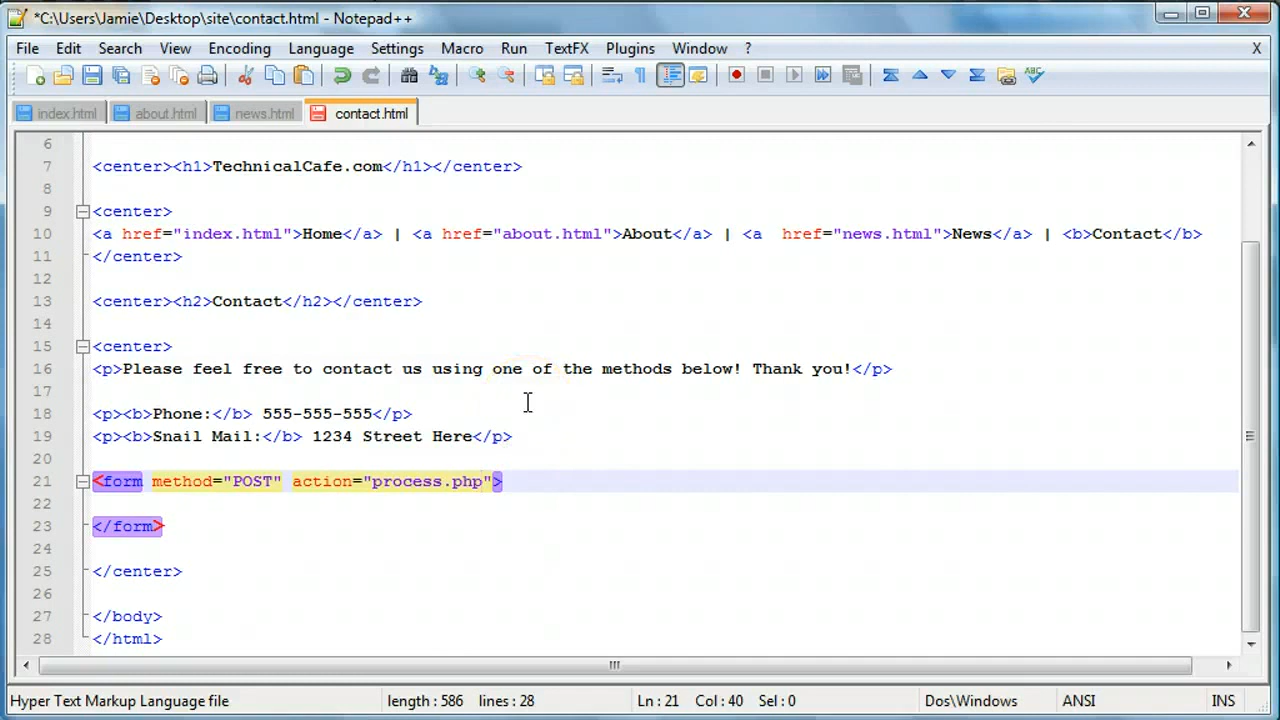 *C:\Users\Jamie\Desktop\site\contact.html - Notepad++
File Edit Search View Encoding Language Settings Macro Run TextFX Plugins Window ? X
index.html about.html news.html contact.html
6
7 <center><h1>TechnicalCafe.com</h1></center>
8
9 <center>
10 <a href="index.html">Home</a> | <a href="about.html">About</a> | <a  href="news.html">News</a> | <b>Contact</b>
11 </center>
12
13 <center><h2>Contact</h2></center>
14
15 <center>
16 <p>Please feel free to contact us using one of the methods below! Thank you!</p>
17
18 <p><b>Phone:</b> 555-555-555</p>
19 <p><b>Snail Mail:</b> 1234 Street Here</p>
20
21 <form method="POST" action="process.php">
22
23 </form>
24
25 </center>
26
27 </body>
28 </html>
Hyper Text Markup Language file length : 586 lines : 28 Ln : 21 Col : 40 Sel : 0 Dos\Windows ANSI INS